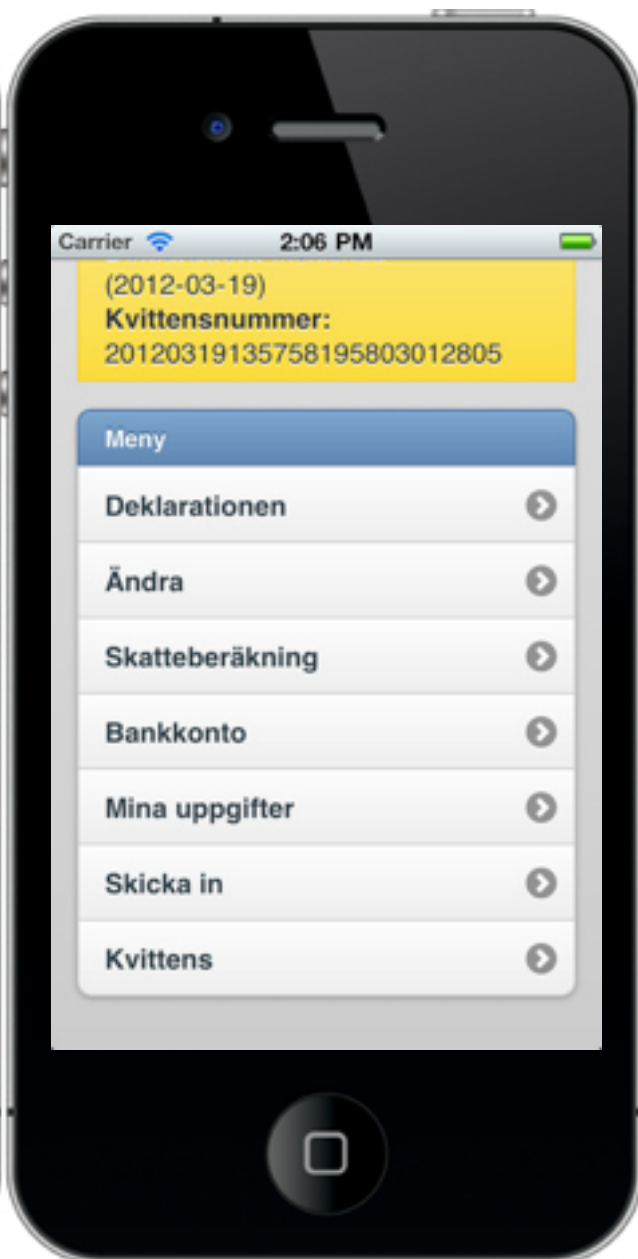 Carrier 2:06 PM
(2012-03-19)
Kvittensnummer:
20120319135758195803012805
Meny
Deklarationen
Ändra
Skatteberäkning
Bankkonto
Mina uppgifter
Skicka in
Kvittens